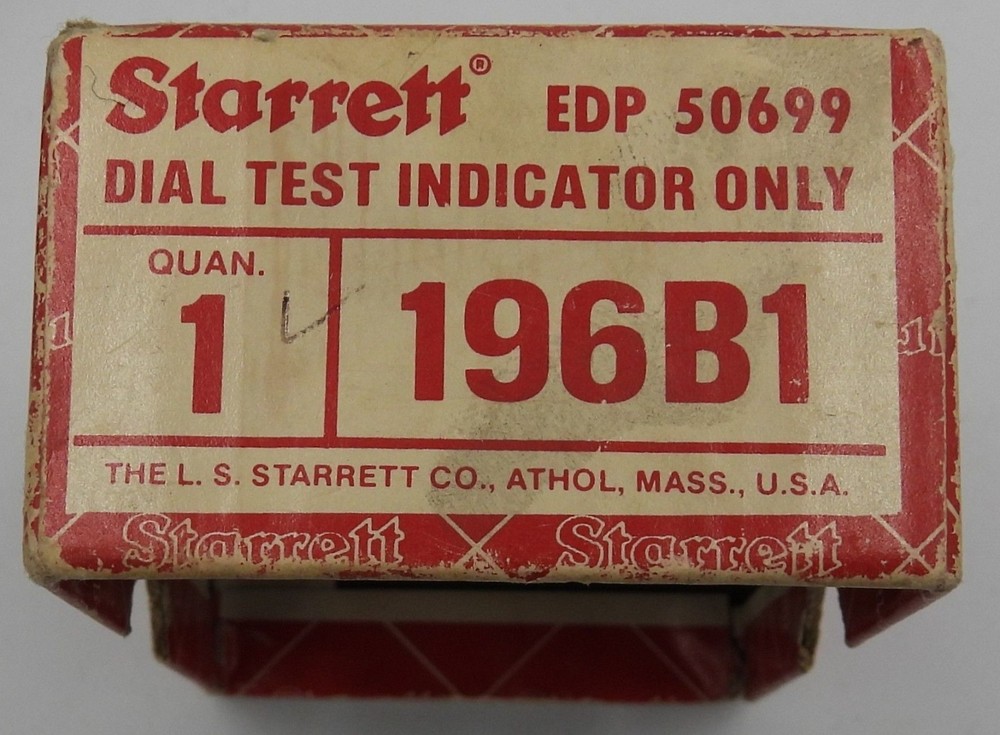 Starrett® EDP 50699
DIAL TEST INDICATOR ONLY
QUAN.
1
196B1
THE L. S. STARRETT CO., ATHOL, MASS., U.S.A.
Starrett Starrett